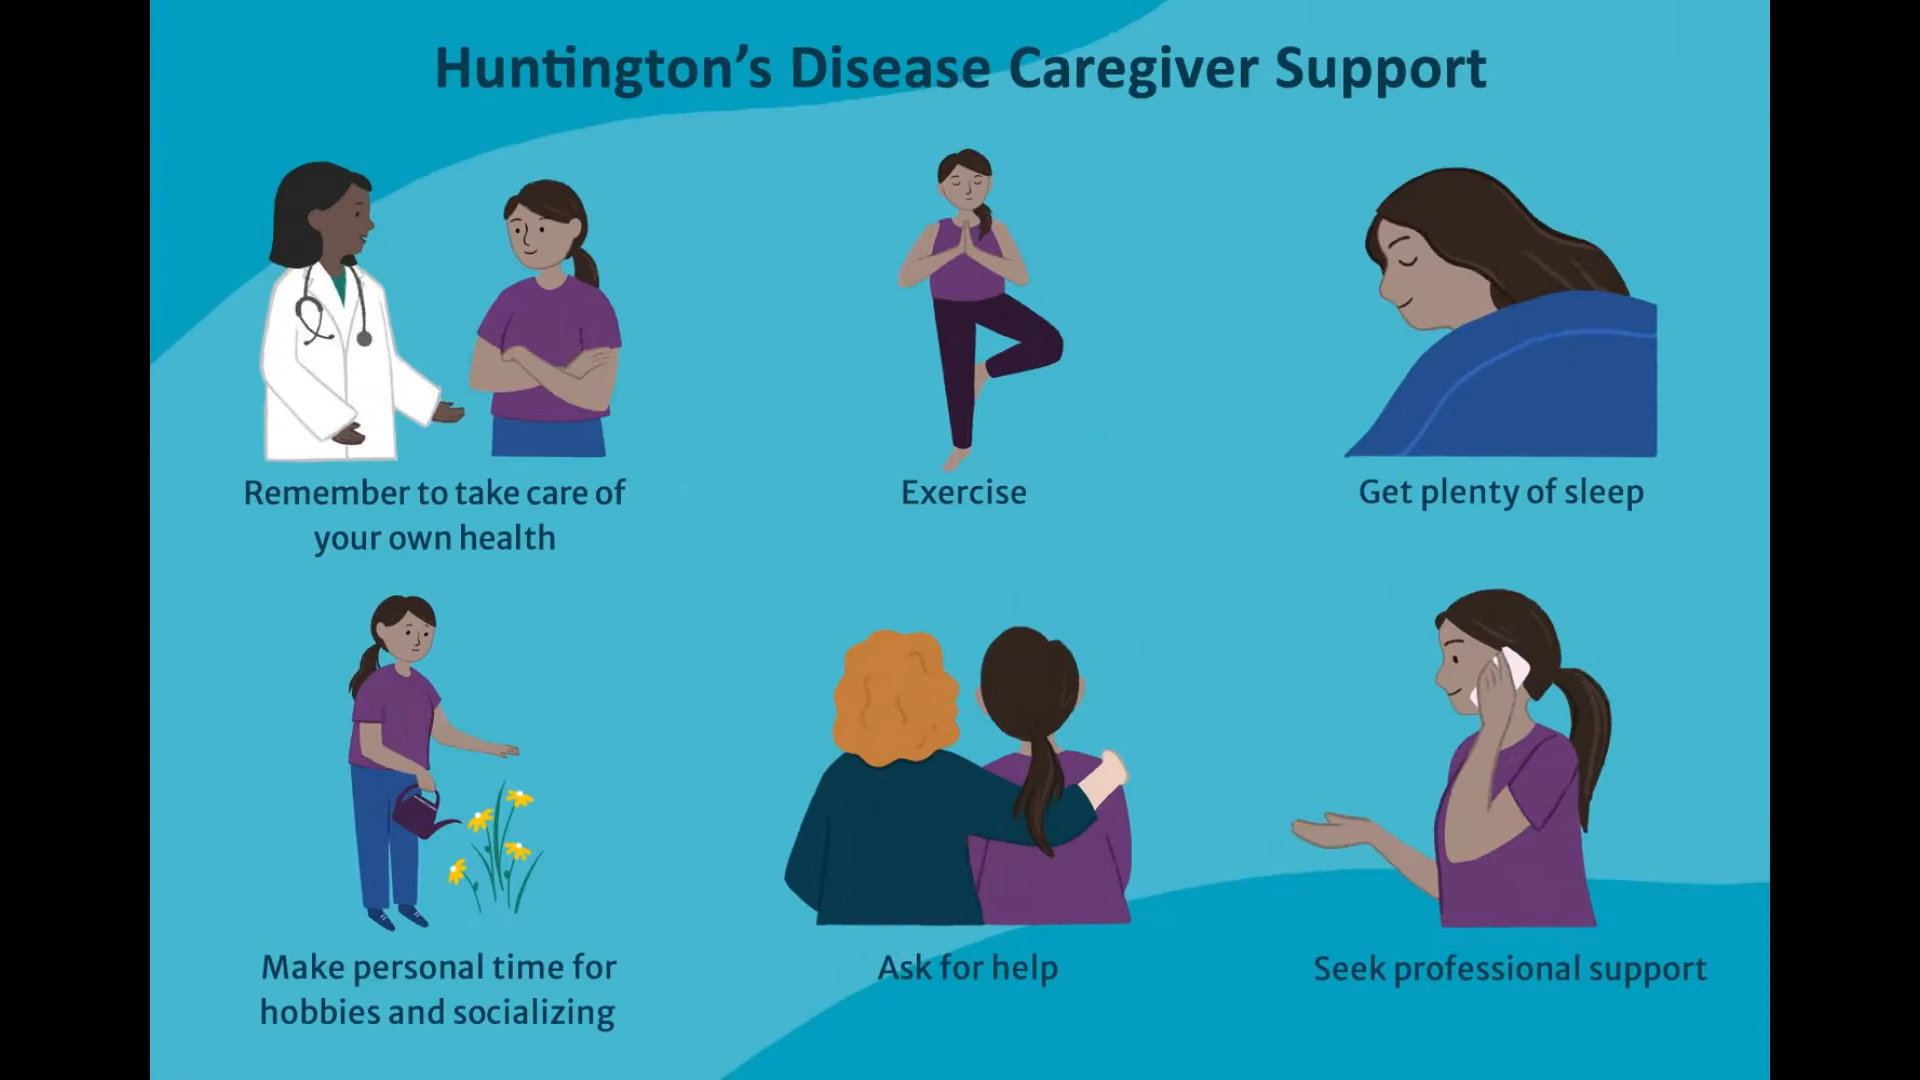 Huntington’s Disease Caregiver Support
Remember to take care of
your own health
Exercise
Get plenty of sleep
Make personal time for
hobbies and socializing
Ask for help
Seek professional support